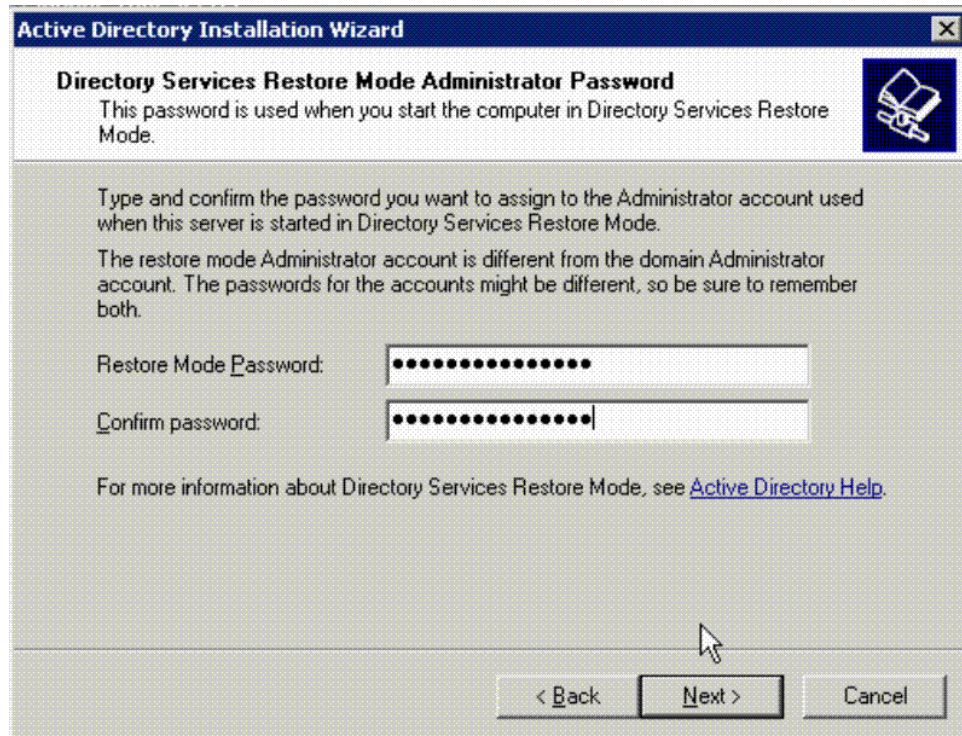 Active Directory Installation Wizard
Directory Services Restore Mode Administrator Password
This password is used when you start the computer in Directory Services Restore
Mode.
Type and confirm the password you want to assign to the Administrator account used
when this server is started in Directory Services Restore Mode.
The restore mode Administrator account is different from the domain Administrator
account. The passwords for the accounts might be different, so be sure to remember
both.
Restore Mode Password: •••••••••••••••
Confirm password: •••••••••••••••
For more information about Directory Services Restore Mode, see Active Directory Help.
< Back Next > Cancel